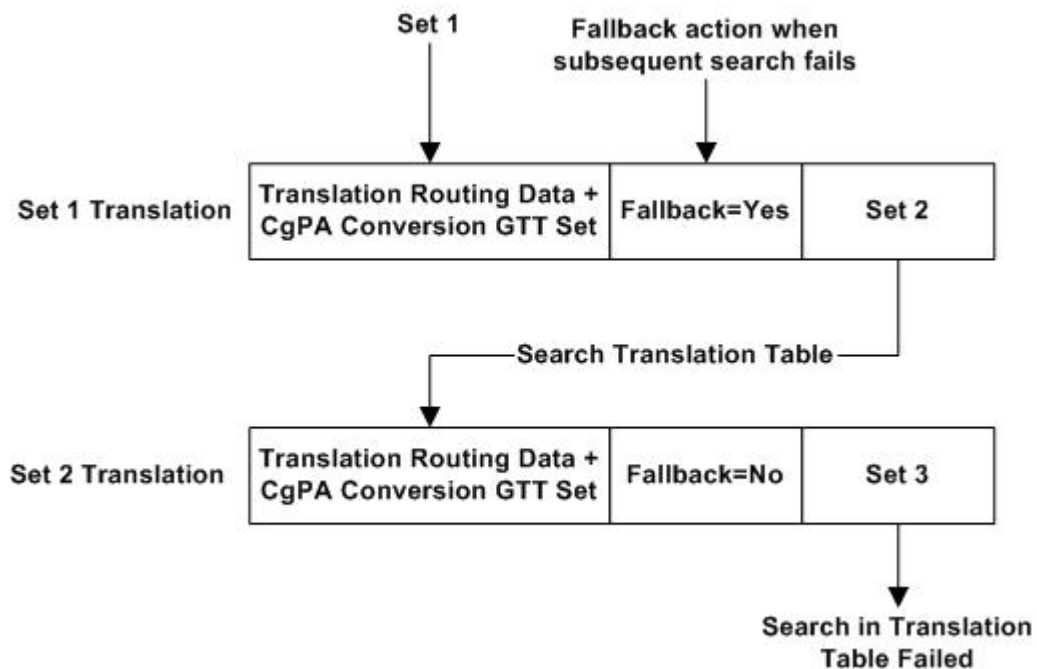 Set 1
Fallback action when
subsequent search fails
Set 1 Translation
Translation Routing Data +
CgPA Conversion GTT Set
Fallback=Yes
Set 2
Search Translation Table
Set 2 Translation
Translation Routing Data +
CgPA Conversion GTT Set
Fallback=No
Set 3
Search in Translation
Table Failed